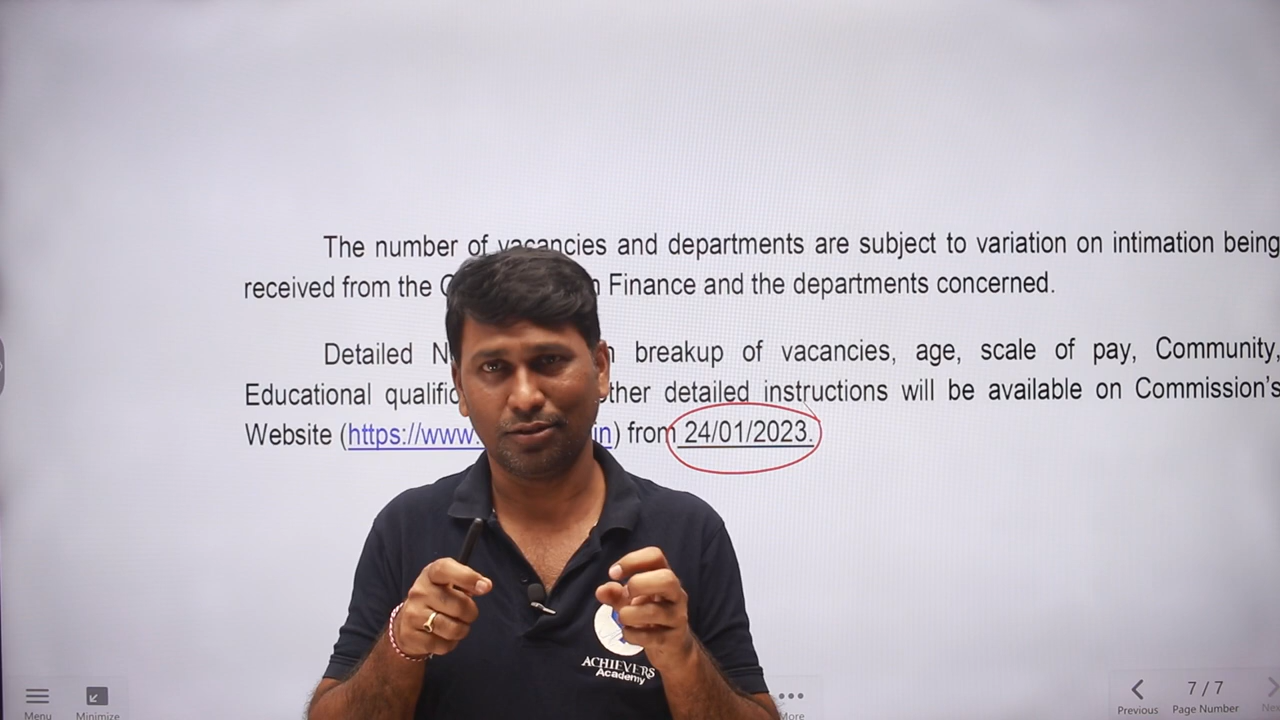 The number of vacancies and departments are subject to variation on intimation being
received from the Finance and the departments concerned.
Detailed breakup of vacancies, age, scale of pay, Community,
Educational detailed instructions will be available on Commission's
Website (https://www. in) from 24/01/2023.
ACHIEVERS
Academy
Menu
Minimize
More
Previous
7/7
Page Number